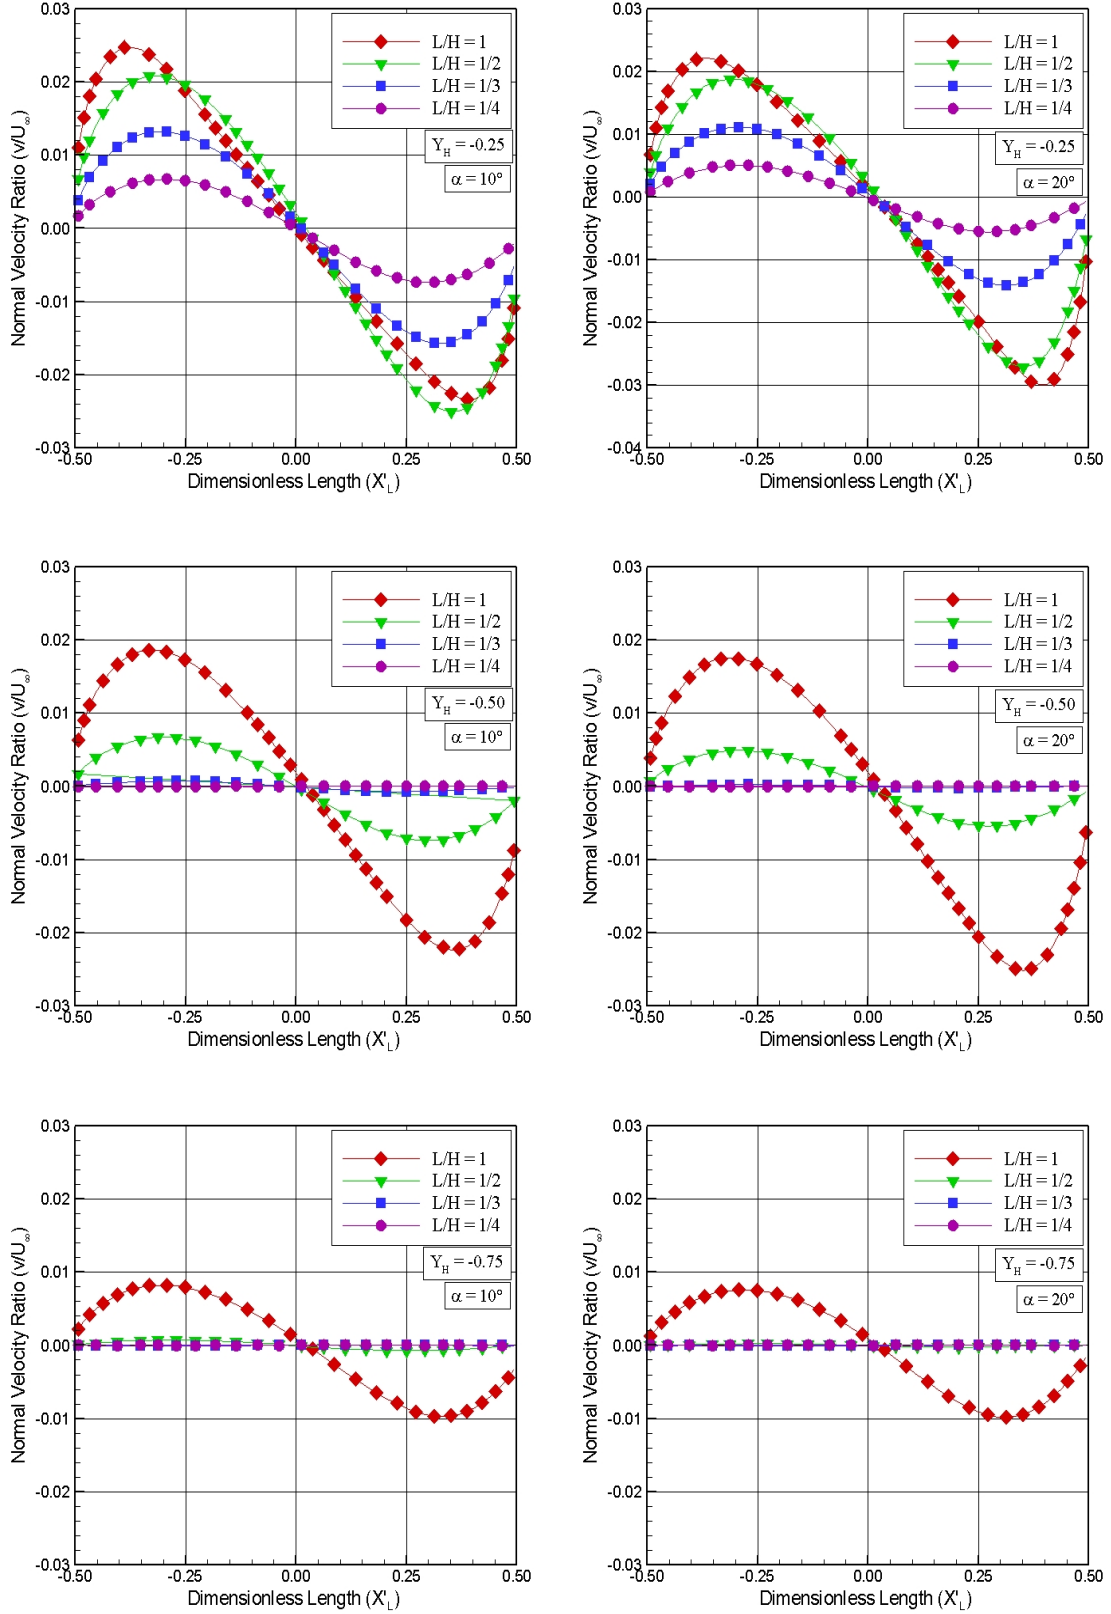 0.03
0.02
0.01
0.00
-0.01
-0.02
-0.03
-0.50
-0.25
0.00
0.25
0.50
Normal Velocity Ratio (v/U∞)
Dimensionless Length (X'L)
L/H = 1
L/H = 1/2
L/H = 1/3
L/H = 1/4
YH = -0.25
α = 10°
0.03
0.02
0.01
0.00
-0.01
-0.02
-0.03
-0.04
-0.50
-0.25
0.00
0.25
0.50
Normal Velocity Ratio (v/U∞)
Dimensionless Length (X'L)
L/H = 1
L/H = 1/2
L/H = 1/3
L/H = 1/4
YH = -0.25
α = 20°
0.03
0.02
0.01
0.00
-0.01
-0.02
-0.03
-0.50
-0.25
0.00
0.25
0.50
Normal Velocity Ratio (v/U∞)
Dimensionless Length (X'L)
L/H = 1
L/H = 1/2
L/H = 1/3
L/H = 1/4
YH = -0.50
α = 10°
0.03
0.02
0.01
0.00
-0.01
-0.02
-0.03
-0.50
-0.25
0.00
0.25
0.50
Normal Velocity Ratio (v/U∞)
Dimensionless Length (X'L)
L/H = 1
L/H = 1/2
L/H = 1/3
L/H = 1/4
YH = -0.50
α = 20°
0.03
0.02
0.01
0.00
-0.01
-0.02
-0.03
-0.50
-0.25
0.00
0.25
0.50
Normal Velocity Ratio (v/U∞)
Dimensionless Length (X'L)
L/H = 1
L/H = 1/2
L/H = 1/3
L/H = 1/4
YH = -0.75
α = 10°
0.03
0.02
0.01
0.00
-0.01
-0.02
-0.03
-0.50
-0.25
0.00
0.25
0.50
Normal Velocity Ratio (v/U∞)
Dimensionless Length (X'L)
L/H = 1
L/H = 1/2
L/H = 1/3
L/H = 1/4
YH = -0.75
α = 20°